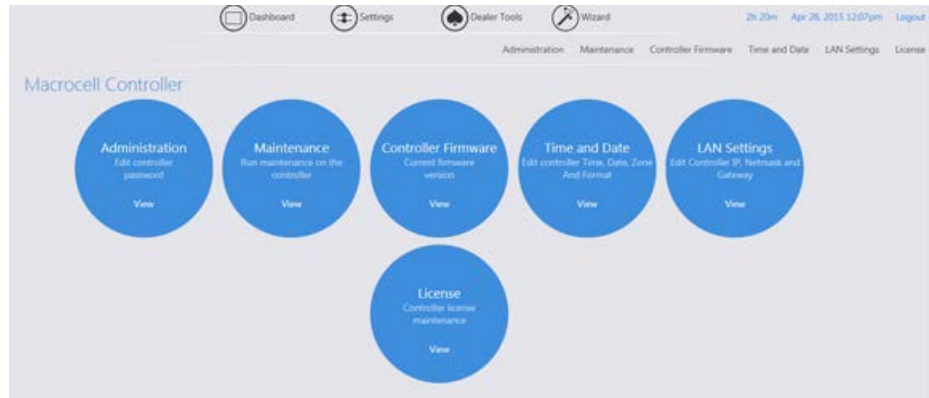 Dashboard Settings Dealer Tools Wizard 2h 20m Apr 28, 2015 12:07pm Logout
Administration Maintenance Controller Firmware Time and Date LAN Settings License
Macrocell Controller
Administration
Edit controller
password
View
Maintenance
Run maintenance on the
controller
View
Controller Firmware
Current firmware
version
View
Time and Date
Edit controller Time, Date, Zone
And Format
View
LAN Settings
Edit Controller IP, Netmask and
Gateway
View
License
Controller license
maintenance
View